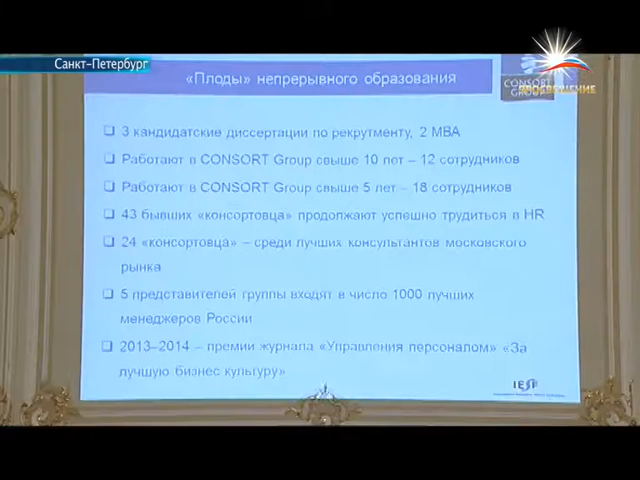 Санкт-Петербург
«Плоды» непрерывного образования
CONSORT
GROUP
ПРОСВЕЩЕНИЕ
3 кандидатские диссертации по рекрутменту, 2 МВА
Работают в CONSORT Group свыше 10 лет – 12 сотрудников
Работают в CONSORT Group свыше 5 лет – 18 сотрудников
43 бывших «консортовца» продолжают успешно трудиться в HR
24 «консортовца» – среди лучших консультантов московского
рынка
5 представителей группы входят в число 1000 лучших
менеджеров России
2013–2014 – премии журнала «Управления персоналом» «За
лучшую бизнес культуру»
IESF